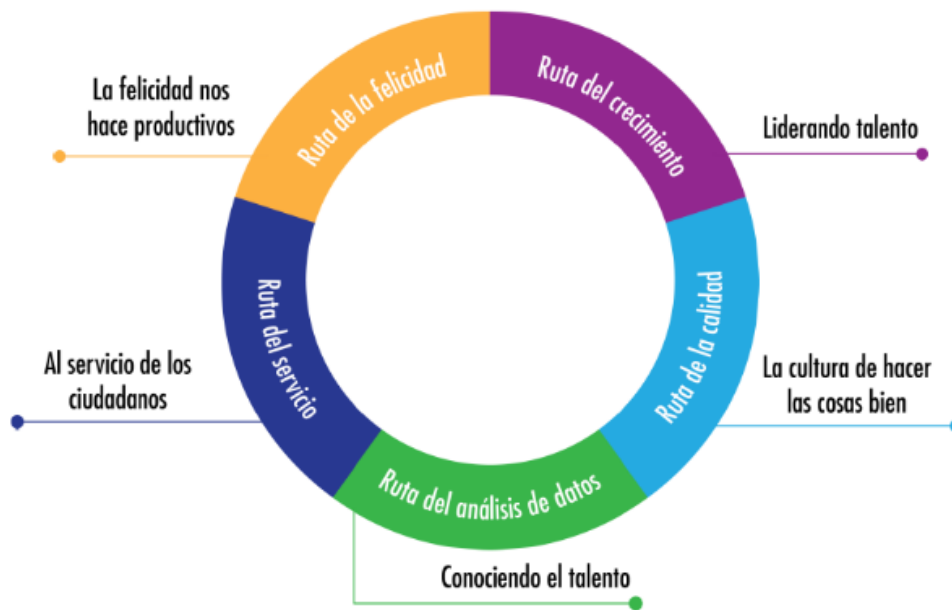 Ruta de la felicidad
La felicidad nos
hace productivos
Ruta del crecimiento
Liderando talento
Ruta de la calidad
La cultura de hacer
las cosas bien
Ruta del análisis de datos
Conociendo el talento
Ruta del servicio
Al servicio de los
ciudadanos